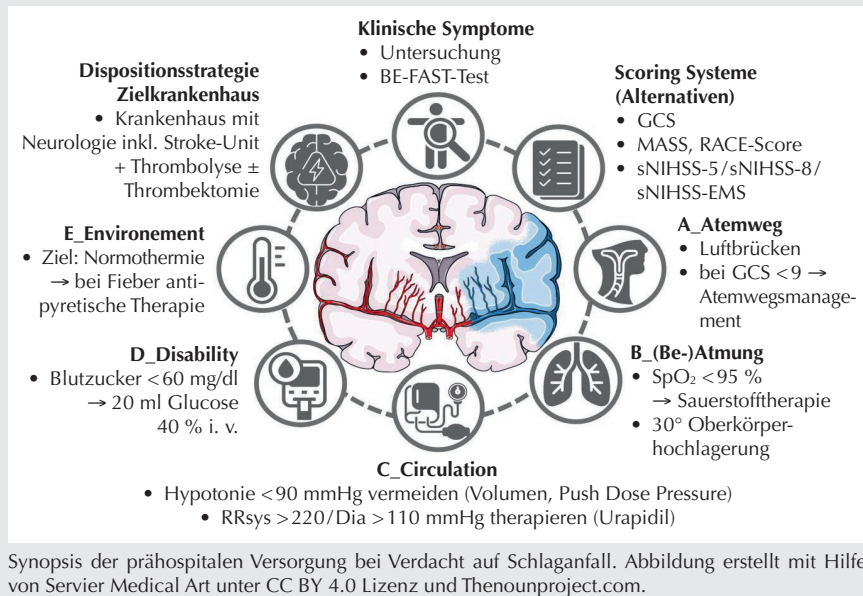 Klinische Symptome
• Untersuchung
• BE-FAST-Test
Scoring Systeme
(Alternativen)
• GCS
• MASS, RACE-Score
• sNIHSS-5/sNIHSS-8/
sNIHSS-EMS
A_Atemweg
• Luftbrücken
• bei GCS <9 →
Atemwegsmanage-
ment
B_(Be-)Atmung
• SpO₂ <95 %
→ Sauerstofftherapie
• 30° Oberkörper-
hochlagerung
C_Circulation
• Hypotonie <90 mmHg vermeiden (Volumen, Push Dose Pressure)
• RRsys >220/Dia >110 mmHg therapieren (Urapidil)
D_Disability
• Blutzucker <60 mg/dl
→ 20 ml Glucose
40 % i. v.
E_Environement
• Ziel: Normothermie
→ bei Fieber anti-
pyretische Therapie
Dispositionsstrategie
Zielkrankenhaus
• Krankenhaus mit
Neurologie inkl. Stroke-Unit
+ Thrombolyse ±
Thrombektomie
Synopsis der prähospitalen Versorgung bei Verdacht auf Schlaganfall. Abbildung erstellt mit Hilfe
von Servier Medical Art unter CC BY 4.0 Lizenz und Thenounproject.com.